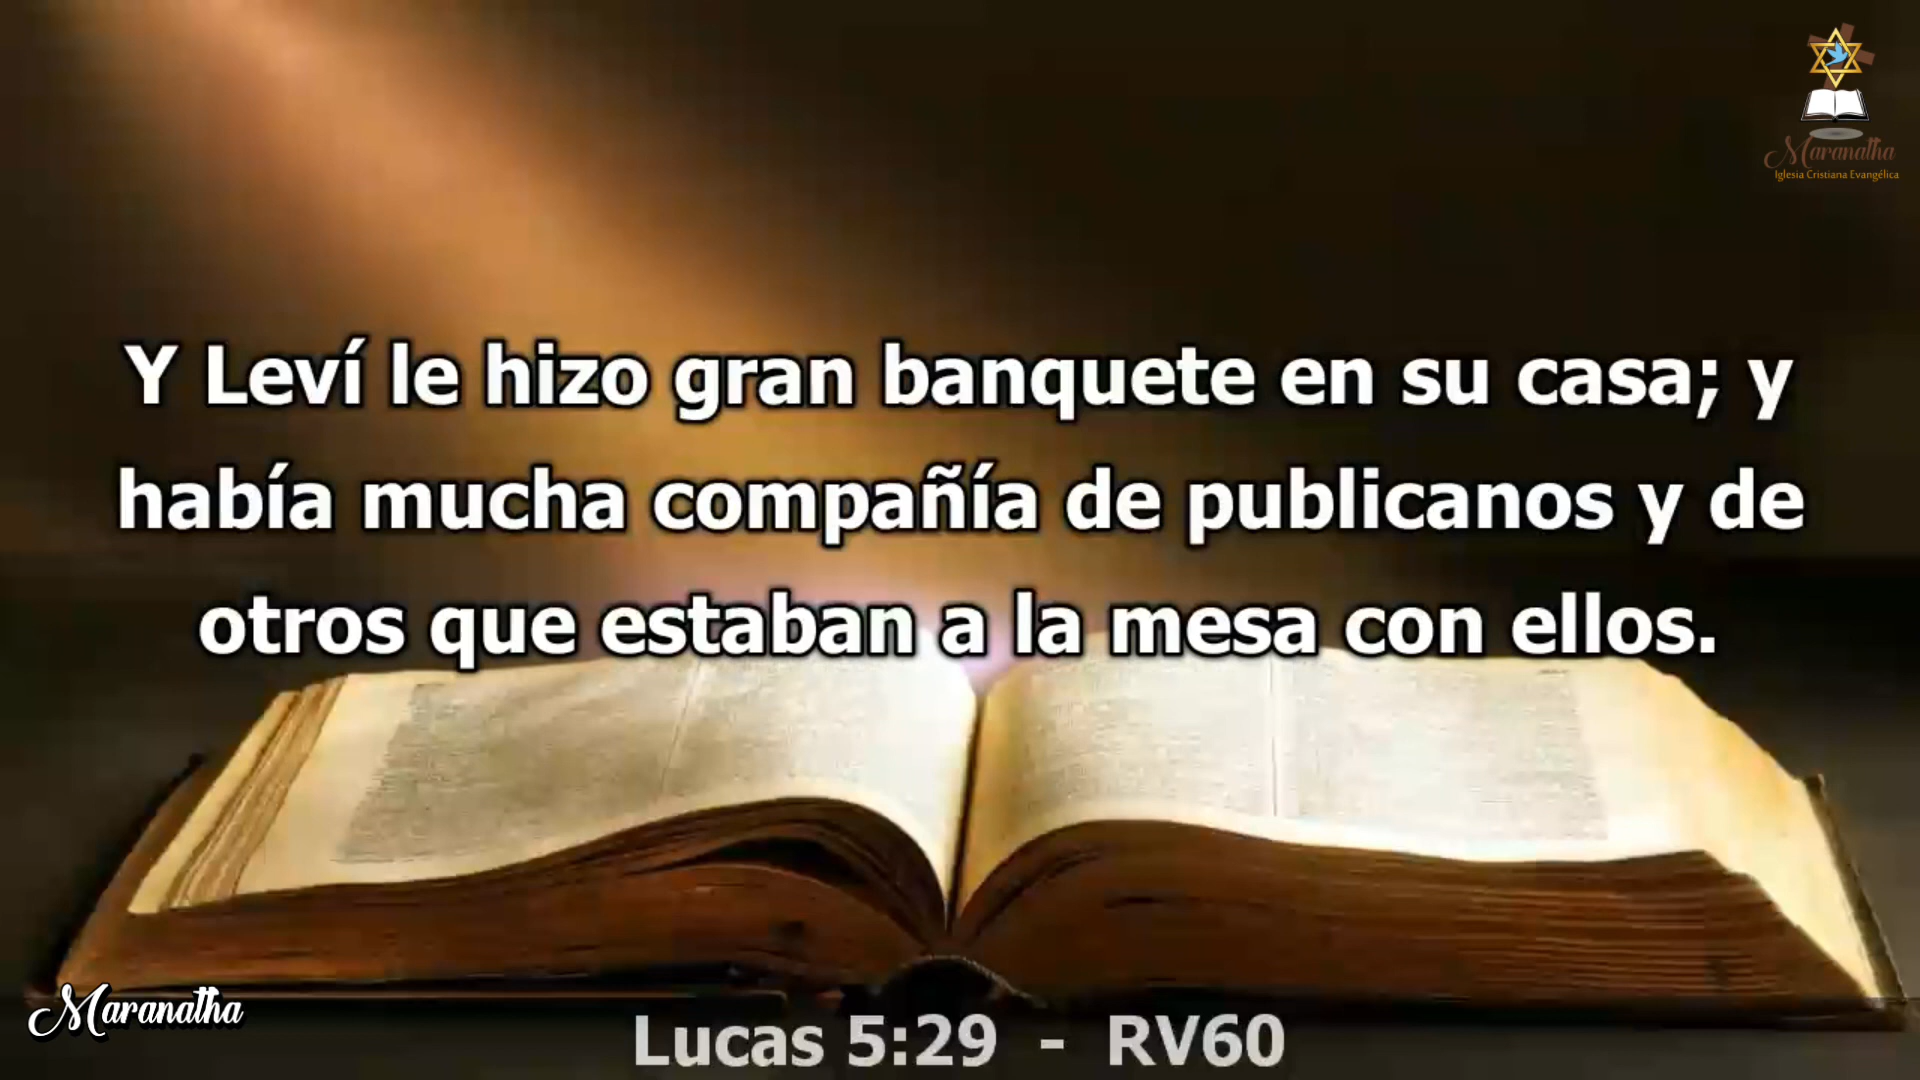 Maranatha
Iglesia Cristiana Evangélica
Y Leví le hizo gran banquete en su casa; y
había mucha compañía de publicanos y de
otros que estaban a la mesa con ellos.
Maranatha
Lucas 5:29 - RV60